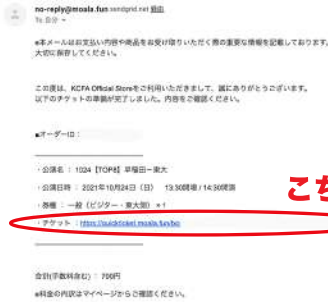 no-reply@moala.fun sendgrid.net 経由
To 自分
※本メールはお支払い内容や商品をお受け取りいただく際の重要な情報を記載しております。
大切に保存してください。
この度は、KCFA Official Storeをご利用いただきまして、誠にありがとうございます。
以下のチケットの準備が完了しました。内容をご確認ください。
■オーダーID：
・公演名 ： 1024【TOP8】早稲田ー東大
・公演日時 ： 2021年10月24日（日） 13:30開場 / 14:30開演
・券種 ： 一般（ビジター・東大側）×1
こち
・チケット : https://quickticket.moala.fun/
合計(手数料含む) ： 700円
※料金の内訳はマイページからご確認ください。